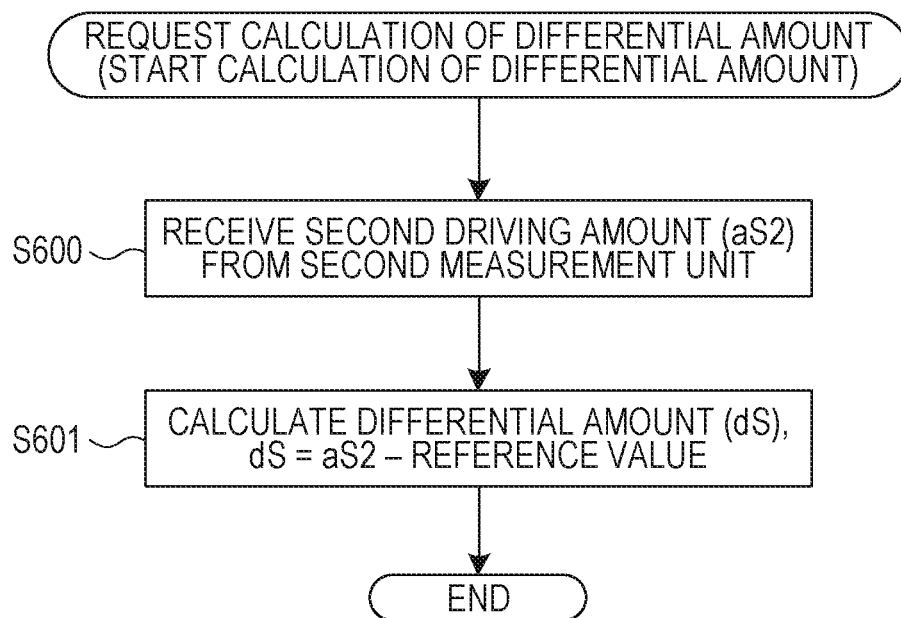 REQUEST CALCULATION OF DIFFERENTIAL AMOUNT
(START CALCULATION OF DIFFERENTIAL AMOUNT)
S600
RECEIVE SECOND DRIVING AMOUNT (aS2)
FROM SECOND MEASUREMENT UNIT
S601
CALCULATE DIFFERENTIAL AMOUNT (dS),
dS = aS2 – REFERENCE VALUE
END